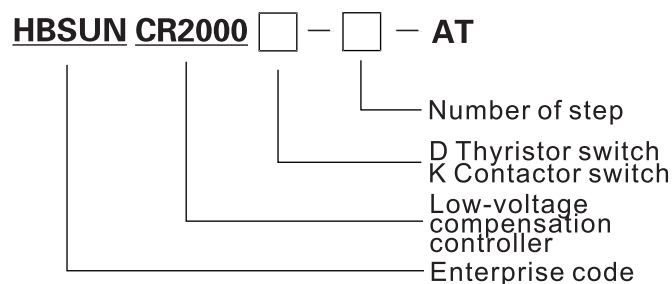 HBSUN CR2000 □ — □ — AT
Number of step
D Thyristor switch
K Contactor switch
Low-voltage
compensation
controller
Enterprise code